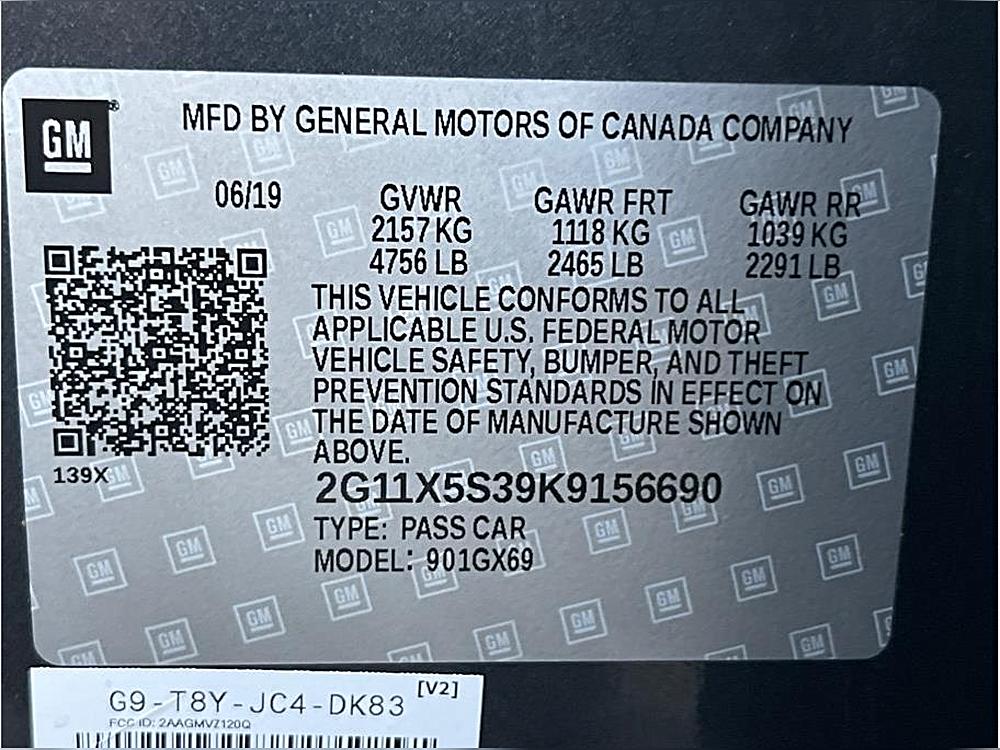 GM
MFD BY GENERAL MOTORS OF CANADA COMPANY
06/19 GVWR GAWR FRT GAWR RR
2157 KG 1118 KG 1039 KG
4756 LB 2465 LB 2291 LB
THIS VEHICLE CONFORMS TO ALL
APPLICABLE U.S. FEDERAL MOTOR
VEHICLE SAFETY, BUMPER, AND THEFT
PREVENTION STANDARDS IN EFFECT ON
THE DATE OF MANUFACTURE SHOWN
ABOVE.
139X
2G11X5S39K9156690
TYPE: PASS CAR
MODEL: 901GX69
G9-T8Y-JC4-DK83 [V2]
FCC ID: 2AAGMVZ120Q